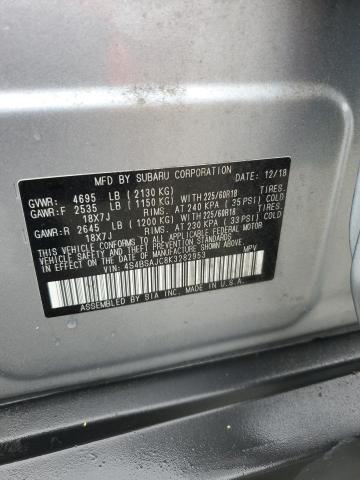 MFD BY SUBARU CORPORATION DATE: 12/18
GVWR: 4695 LB (2130 KG)
GAWR:F 2535 LB (1150 KG) WITH 225/60R18 TIRES.
18X7J RIMS. AT 240 KPA (35 PSI) COLD
GAWR:R 2645 LB (1200 KG) WITH 225/60R18 TIRES.
18X7J RIMS. AT 230 KPA (33 PSI) COLD
THIS VEHICLE CONFORMS TO ALL APPLICABLE FEDERAL MOTOR
VEHICLE SAFETY AND BUMPER STANDARDS IN EFFECT ON THE
DATE OF MANUFACTURE SHOWN ABOVE.
VIN: 4S4BSAJC8K3282953 MPV
ASSEMBLED BY SIA INC. MADE IN U.S.A.